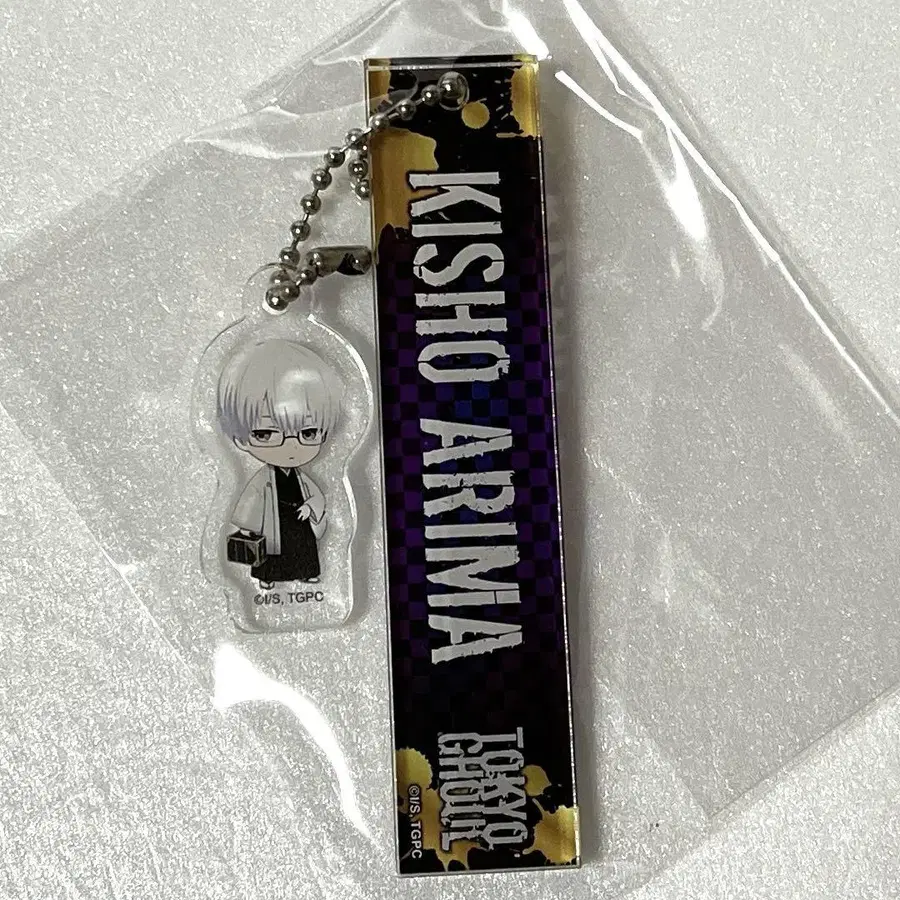 KISHO ARIMA
TOKYO
GHOUL
©I/S, TGPC
©I/S, TGPC